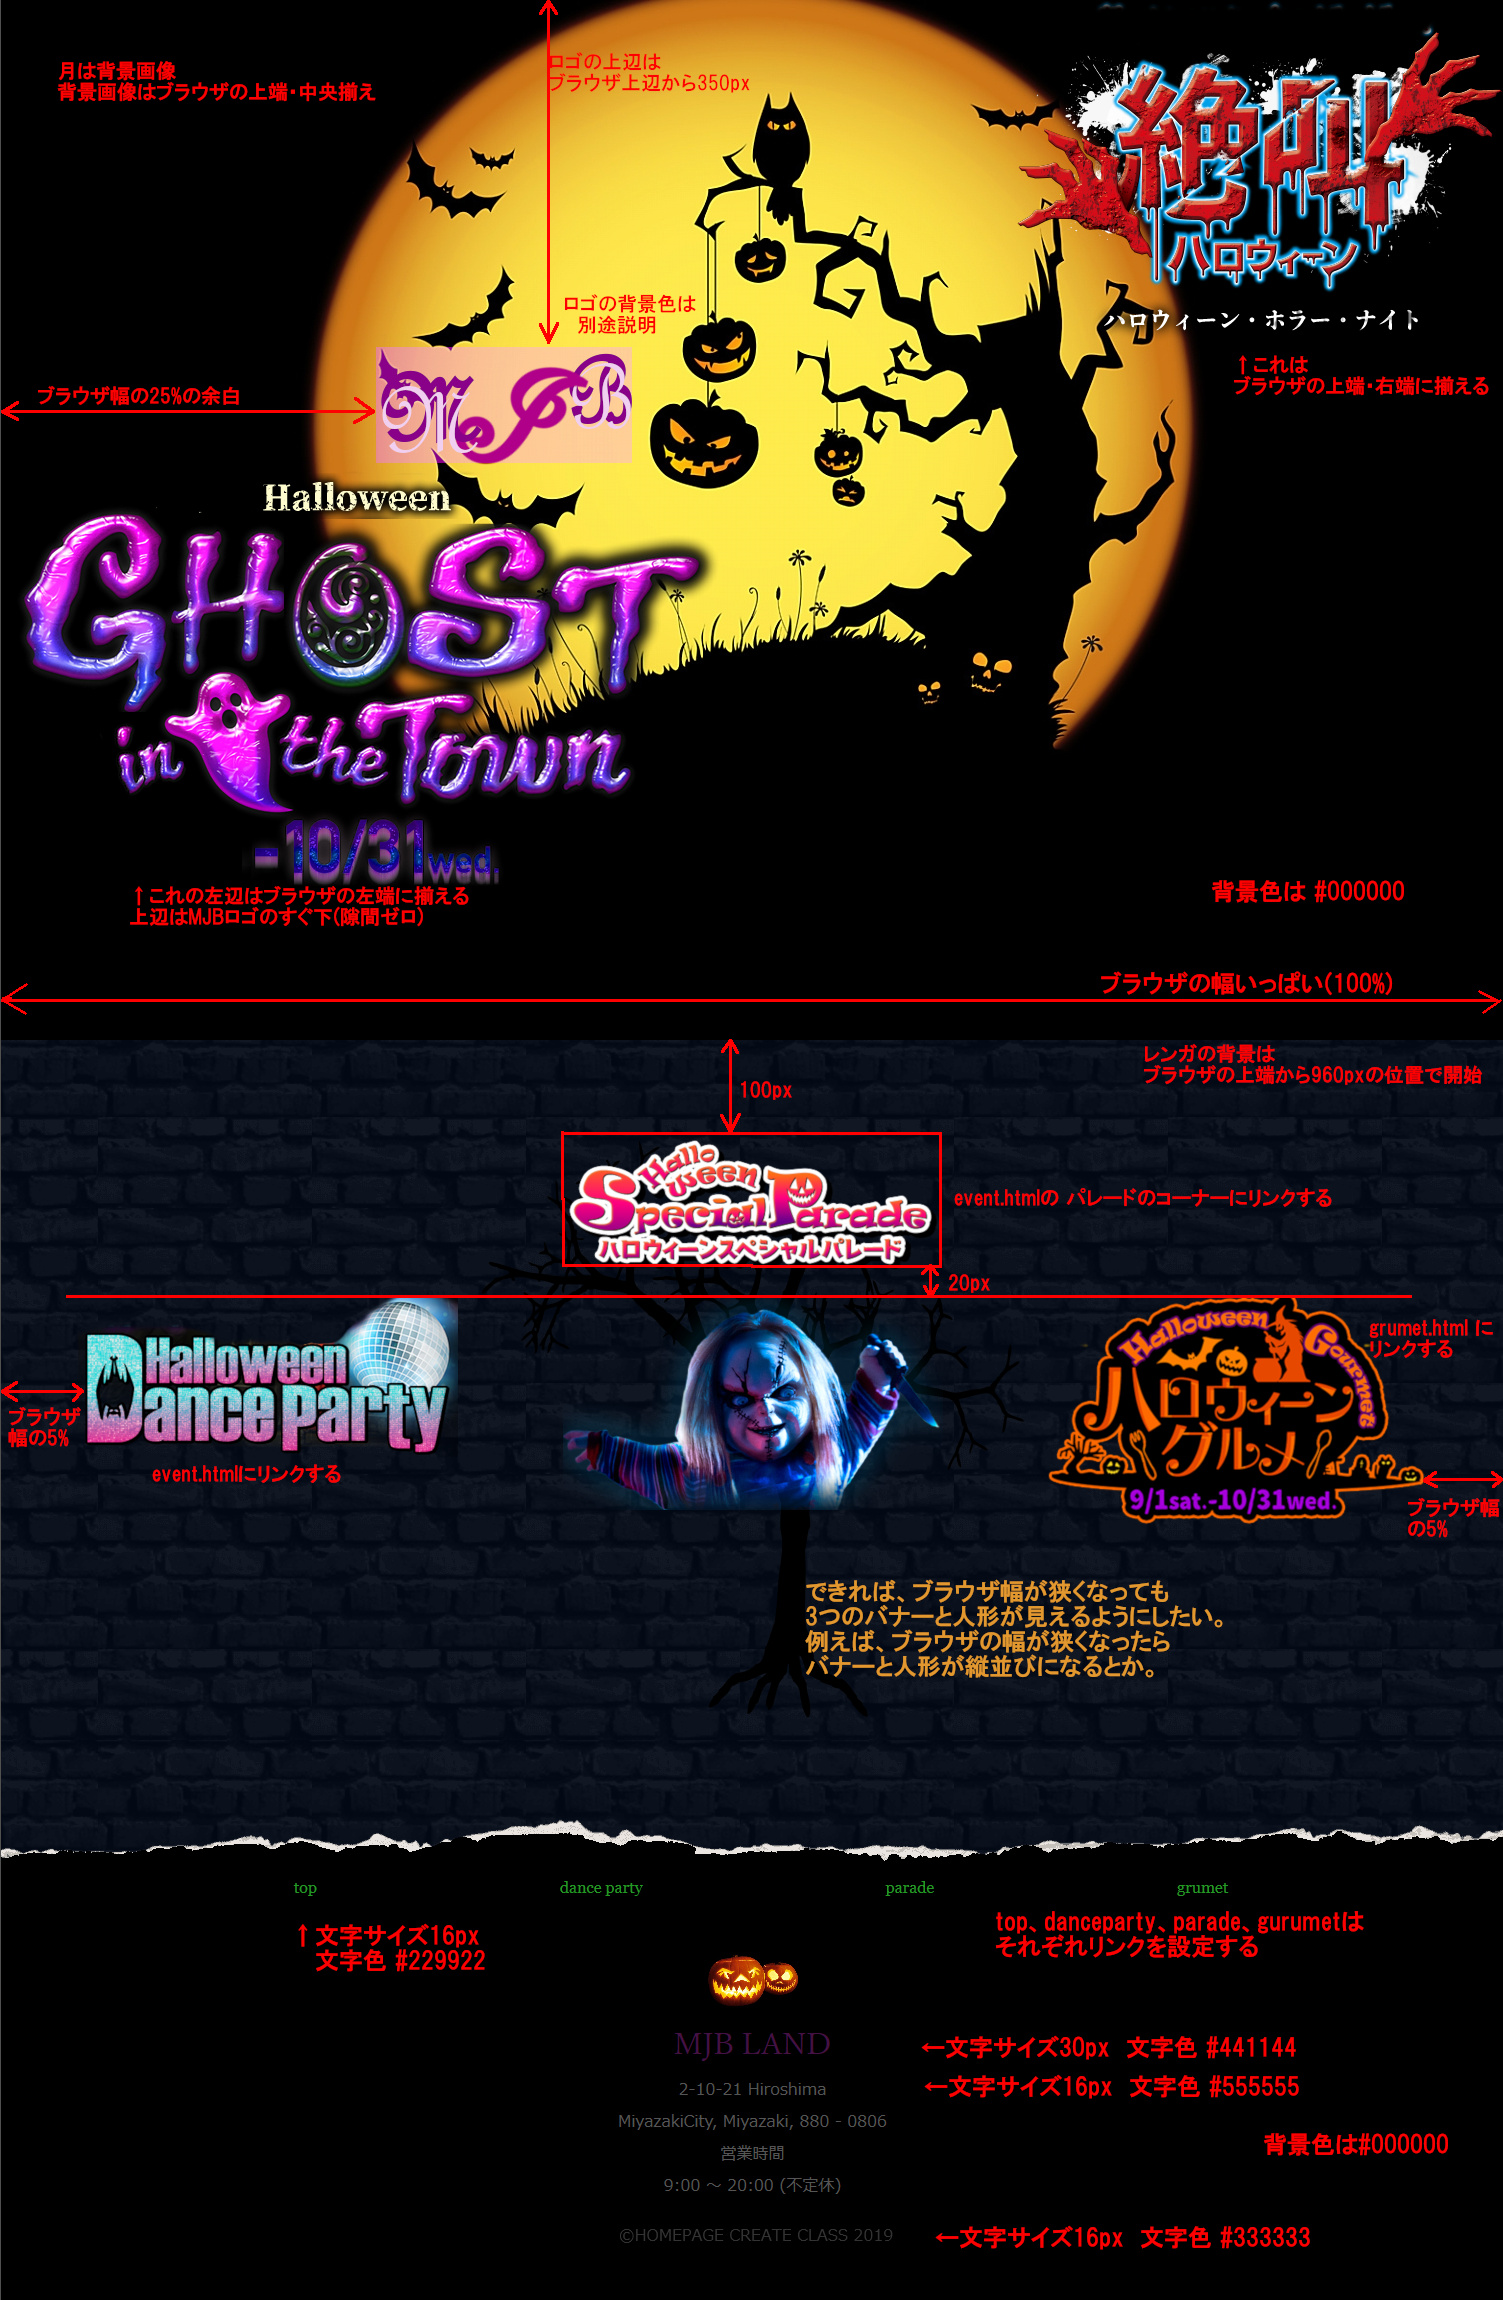 月は背景画像
背景画像はブラウザの上端・中央揃え
ロゴの上辺は
ブラウザ上辺から350px
絶叫
ハロウィーン
ハロウィーン・ホラー・ナイト
↑これは
ブラウザの上端・右端に揃える
ロゴの背景色は
別途説明
ブラウザ幅の25%の余白
MJB
Halloween
GHOST
in the Town
-10/31wed.
↑これの左辺はブラウザの左端に揃える
上辺はMJBロゴのすぐ下(隙間ゼロ)
背景色は #000000
ブラウザの幅いっぱい(100%)
レンガの背景は
ブラウザの上端から960pxの位置で開始
100px
Halloween
Special Parade
ハロウィーンスペシャルパレード
event.htmlの パレードのコーナーにリンクする
20px
Halloween
Dance Party
ブラウザ
幅の5%
event.htmlにリンクする
Halloween Gourmet
ハロウィーン
グルメ
9/1sat.-10/31wed.
grumet.html に
リンクする
ブラウザ幅
の5%
できれば、ブラウザ幅が狭くなっても
3つのバナーと人形が見えるようにしたい。
例えば、ブラウザの幅が狭くなったら
バナーと人形が縦並びになるとか。
top dance party parade grumet
↑文字サイズ16px
文字色 #229922
top、danceparty、parade、gurumetは
それぞれリンクを設定する
MJB LAND
←文字サイズ30px 文字色 #441144
2-10-21 Hiroshima
←文字サイズ16px 文字色 #555555
MiyazakiCity, Miyazaki, 880 - 0806
営業時間
背景色は#000000
9:00 ～ 20:00 (不定休)
©HOMEPAGE CREATE CLASS 2019
←文字サイズ16px 文字色 #333333